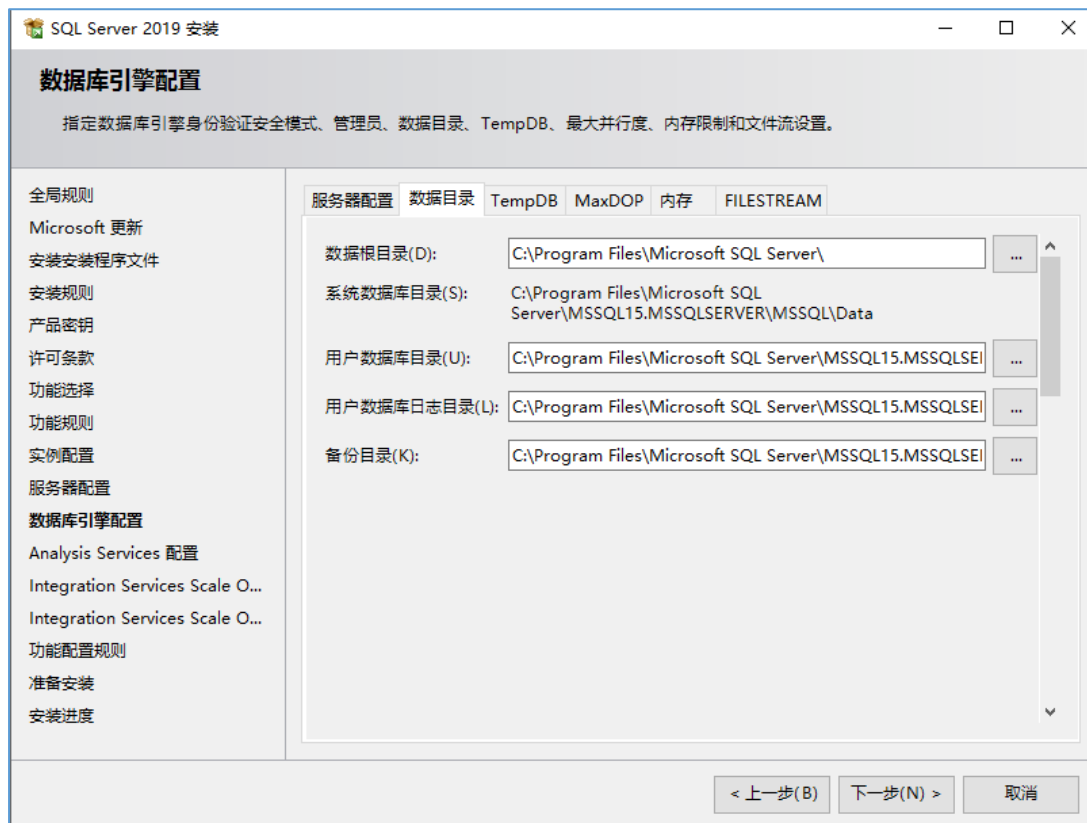 SQL Server 2019 安装
数据库引擎配置
指定数据库引擎身份验证安全模式、管理员、数据目录、TempDB、最大并行度、内存限制和文件流设置。
全局规则
Microsoft 更新
安装安装程序文件
安装规则
产品密钥
许可条款
功能选择
功能规则
实例配置
服务器配置
数据库引擎配置
Analysis Services 配置
Integration Services Scale O...
Integration Services Scale O...
功能配置规则
准备安装
安装进度
服务器配置 数据目录 TempDB MaxDOP 内存 FILESTREAM
数据根目录(D): C:\Program Files\Microsoft SQL Server\ ...
系统数据库目录(S): C:\Program Files\Microsoft SQL
Server\MSSQL15.MSSQLSERVER\MSSQL\Data
用户数据库目录(U): C:\Program Files\Microsoft SQL Server\MSSQL15.MSSQLSE ...
用户数据库日志目录(L): C:\Program Files\Microsoft SQL Server\MSSQL15.MSSQLSE ...
备份目录(K): C:\Program Files\Microsoft SQL Server\MSSQL15.MSSQLSE ...
< 上一步(B) 下一步(N) > 取消